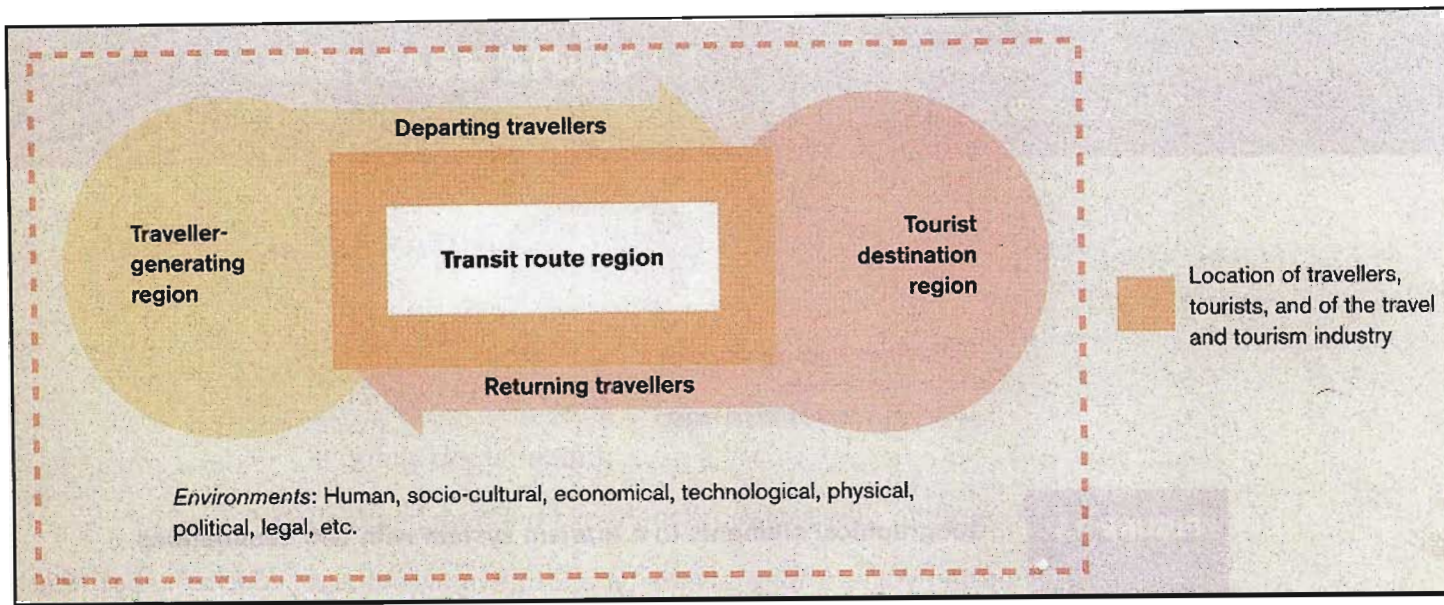 Departing travellers
Traveller-
generating
region
Transit route region
Tourist
destination
region
Returning travellers
Environments: Human, socio-cultural, economical, technological, physical,
political, legal, etc.
Location of travellers,
tourists, and of the travel
and tourism industry